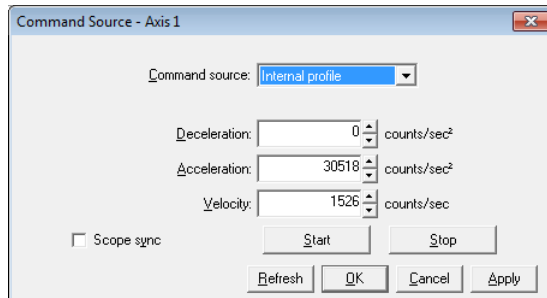 Command Source - Axis 1
Command source: Internal profile
Deceleration: 0 counts/sec²
Acceleration: 30518 counts/sec²
Velocity: 1526 counts/sec
Scope sync Start Stop
Refresh OK Cancel Apply